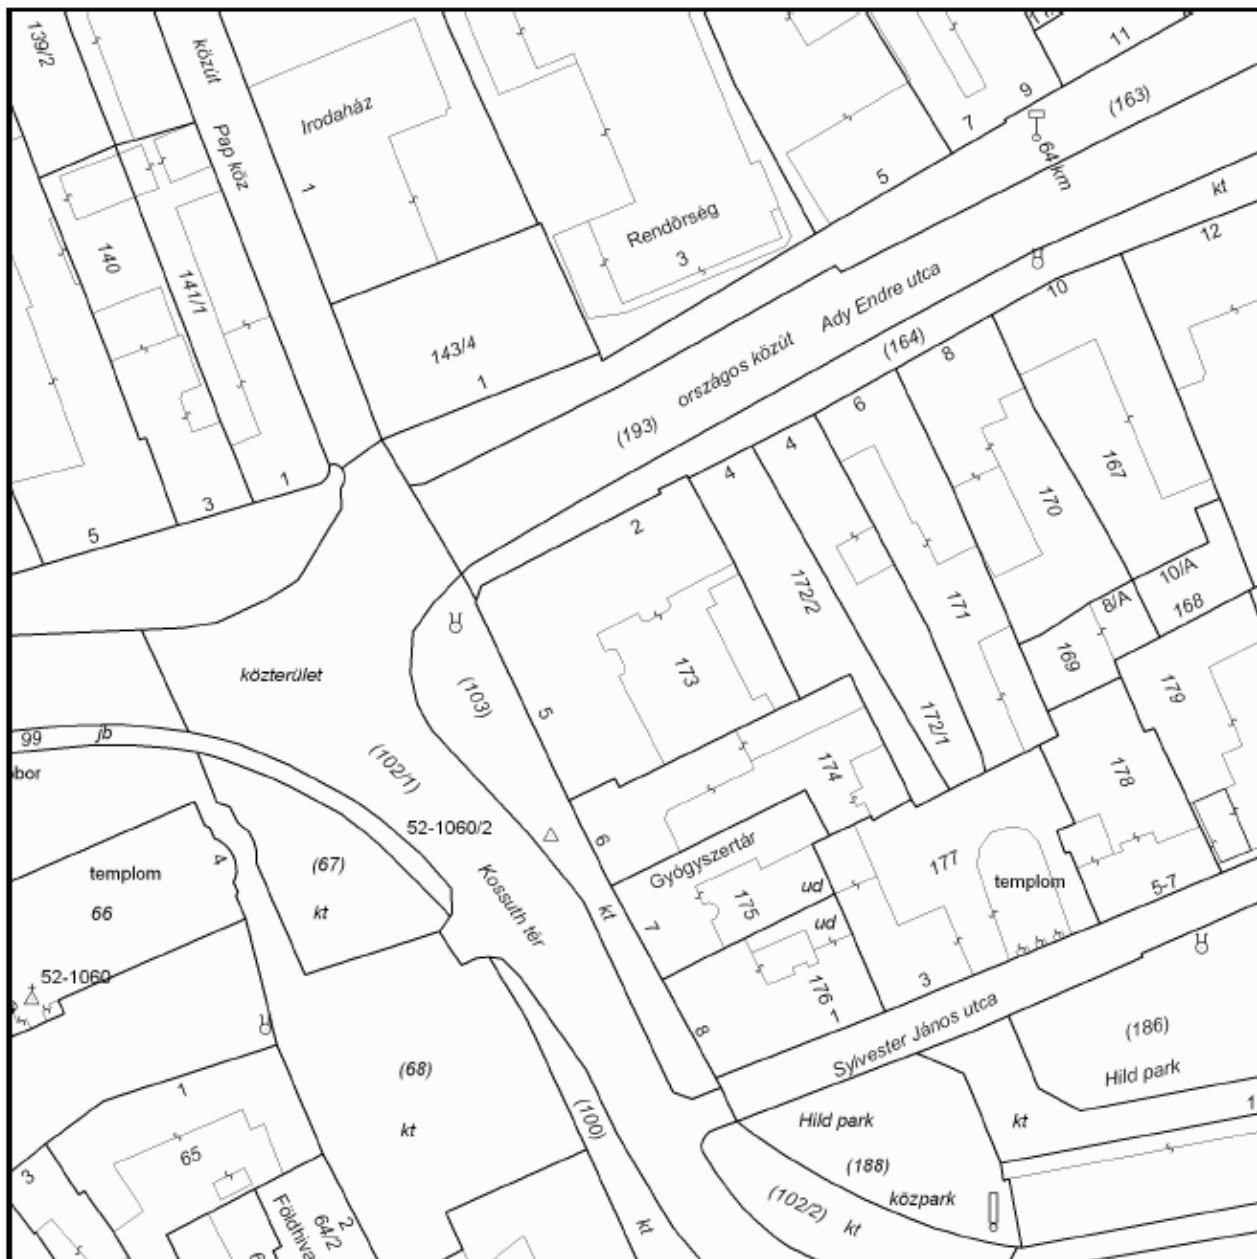 139/2
közút
Pap köz
Irodaház
1
Rendőrség
3
5
7
9
11
(163)
64 km
kt
12
10
140
141/1
143/4
1
országos közút
Ady Endre utca
(164)
(193)
8
6
4
4
2
5
3
1
167
170
171
172/2
172/1
173
10/A
8/A
168
169
179
178
közterület
(103)
5
99
jb
(102/1)
52-1060/2
174
6
Gyógyszertár
175
ud
ud
7
176
1
8
177
templom
3
5-7
templom
66
4
(67)
kt
Kossuth tér
kt
52-1060
Sylvester János utca
(186)
Hild park
1
(68)
kt
(100)
1
65
3
2
64/2
kt
Hild park
(188)
közpark
(102/2)
kt
kt